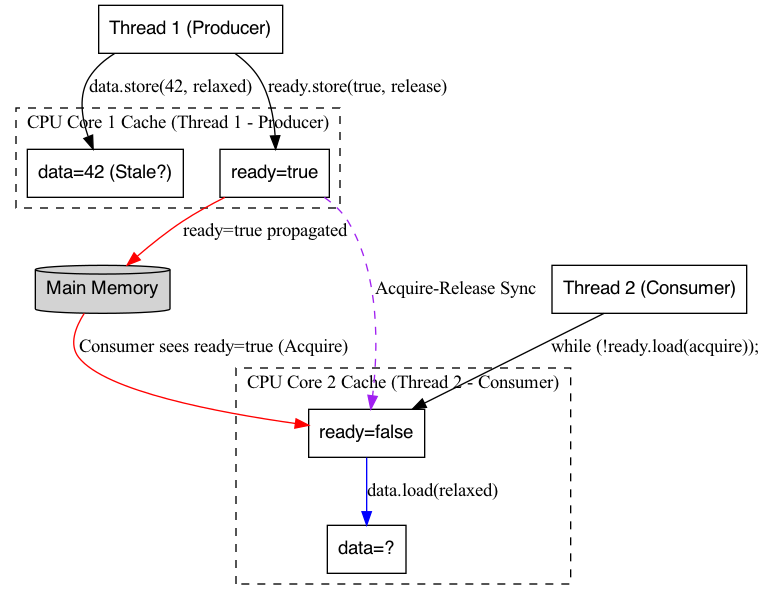 Thread 1 (Producer)
data.store(42, relaxed)
ready.store(true, release)
CPU Core 1 Cache (Thread 1 - Producer)
data=42 (Stale?)
ready=true
ready=true propagated
Main Memory
Acquire-Release Sync
Thread 2 (Consumer)
Consumer sees ready=true (Acquire)
while (!ready.load(acquire));
CPU Core 2 Cache (Thread 2 - Consumer)
ready=false
data.load(relaxed)
data=?